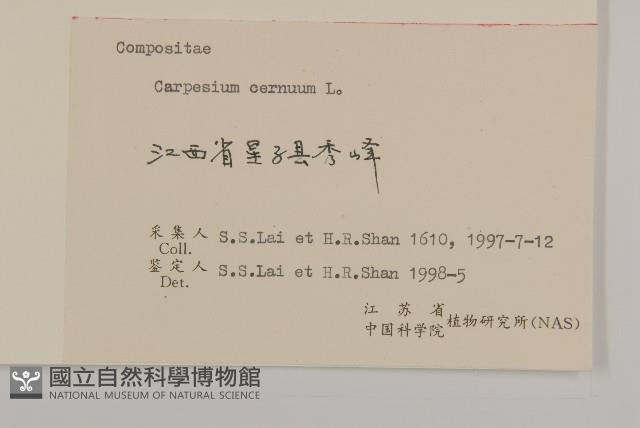 Compositae
Carpesium cernuum L.
江西省星子县秀峰
采集人 S.S.Lai et H.R.Shan 1610, 1997-7-12
Coll.
鉴定人 S.S.Lai et H.R.Shan 1998-5
Det.
江苏省
中国科学院 植物研究所(NAS)
國立自然科學博物館
NATIONAL MUSEUM OF NATURAL SCIENCE